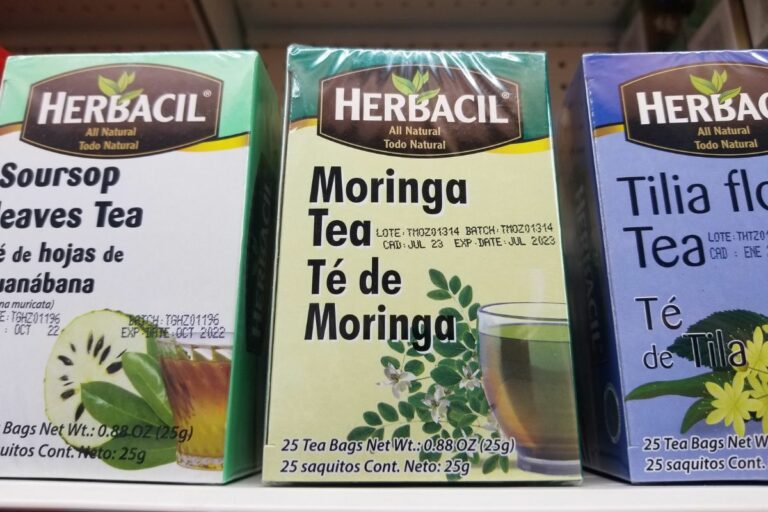 HERBACIL®
All Natural
Todo Natural
Soursop
leaves Tea
de hojas de
BATCH: TGHZ01196
OCT 22 EXP DATE OCT 2022
Bags Net Wt.: 0.88 OZ (25g)
Cont. Neto: 25g
HERBACIL®
All Natural
Todo Natural
Moringa
Tea
LOTE: TMOZ01314 BATCH: TMOZ01314
CAD: JUL 23 EXP. DATE: JUL 2023
Té de
Moringa
25 Tea Bags Net Wt.: 0.88 OZ (25g)
25 saquitos Cont. Neto: 25g
All Natural
Todo Natural
Tilia
Tea
CAD : ENE
Té
de Tila
25 Tea Bags Net
25 saquitos Cont.